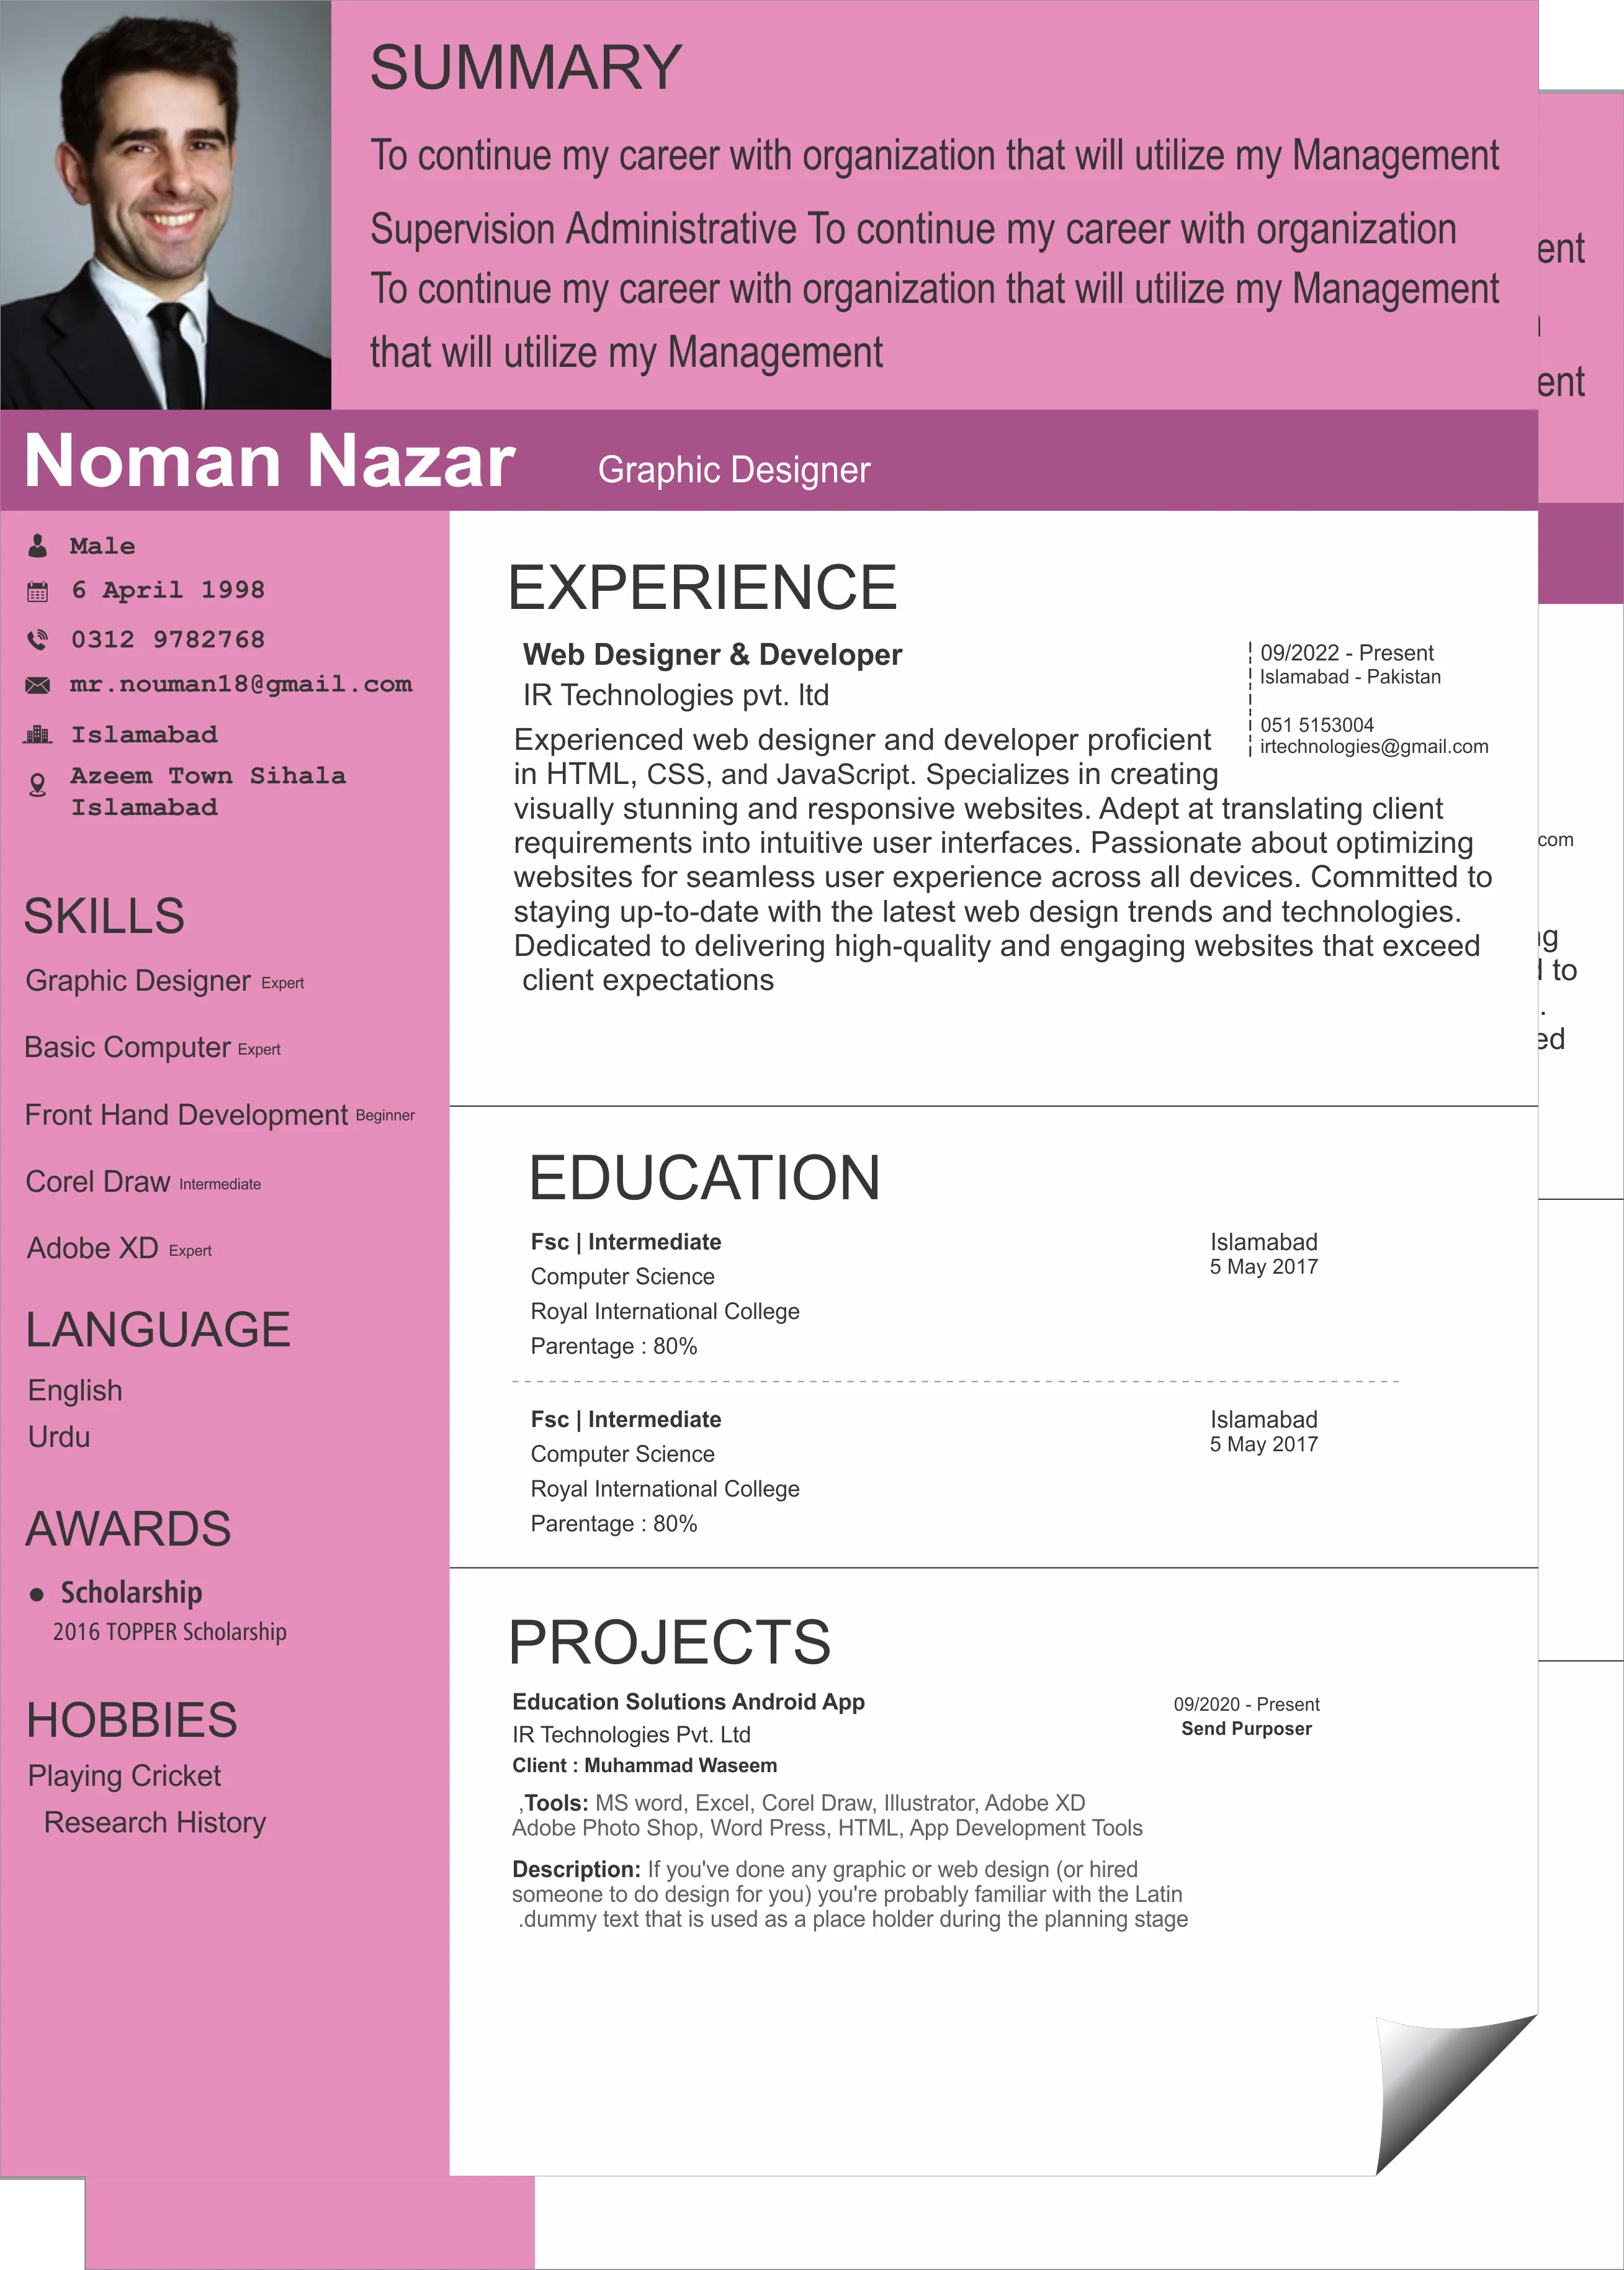 SUMMARY
To continue my career with organization that will utilize my Management
Supervision Administrative To continue my career with organization
To continue my career with organization that will utilize my Management
that will utilize my Management
Noman Nazar
Graphic Designer
Male
6 April 1998
0312 9782768
mr.nouman18@gmail.com
Islamabad
Azeem Town Sihala
Islamabad
SKILLS
Graphic Designer Expert
Basic Computer Expert
Front Hand Development Beginner
Corel Draw Intermediate
Adobe XD Expert
LANGUAGE
English
Urdu
AWARDS
● Scholarship
2016 TOPPER Scholarship
HOBBIES
Playing Cricket
Research History
EXPERIENCE
Web Designer & Developer
IR Technologies pvt. ltd
09/2022 - Present
Islamabad - Pakistan
051 5153004
irtechnologies@gmail.com
Experienced web designer and developer proficient
in HTML, CSS, and JavaScript. Specializes in creating
visually stunning and responsive websites. Adept at translating client
requirements into intuitive user interfaces. Passionate about optimizing
websites for seamless user experience across all devices. Committed to
staying up-to-date with the latest web design trends and technologies.
Dedicated to delivering high-quality and engaging websites that exceed
client expectations
EDUCATION
Fsc | Intermediate
Computer Science
Royal International College
Parentage : 80%
Islamabad
5 May 2017
Fsc | Intermediate
Computer Science
Royal International College
Parentage : 80%
Islamabad
5 May 2017
PROJECTS
Education Solutions Android App
IR Technologies Pvt. Ltd
Client : Muhammad Waseem
09/2020 - Present
Send Purposer
,Tools: MS word, Excel, Corel Draw, Illustrator, Adobe XD
Adobe Photo Shop, Word Press, HTML, App Development Tools
Description: If you've done any graphic or web design (or hired
someone to do design for you) you're probably familiar with the Latin
.dummy text that is used as a place holder during the planning stage
ent
ent
com
to
.
ed